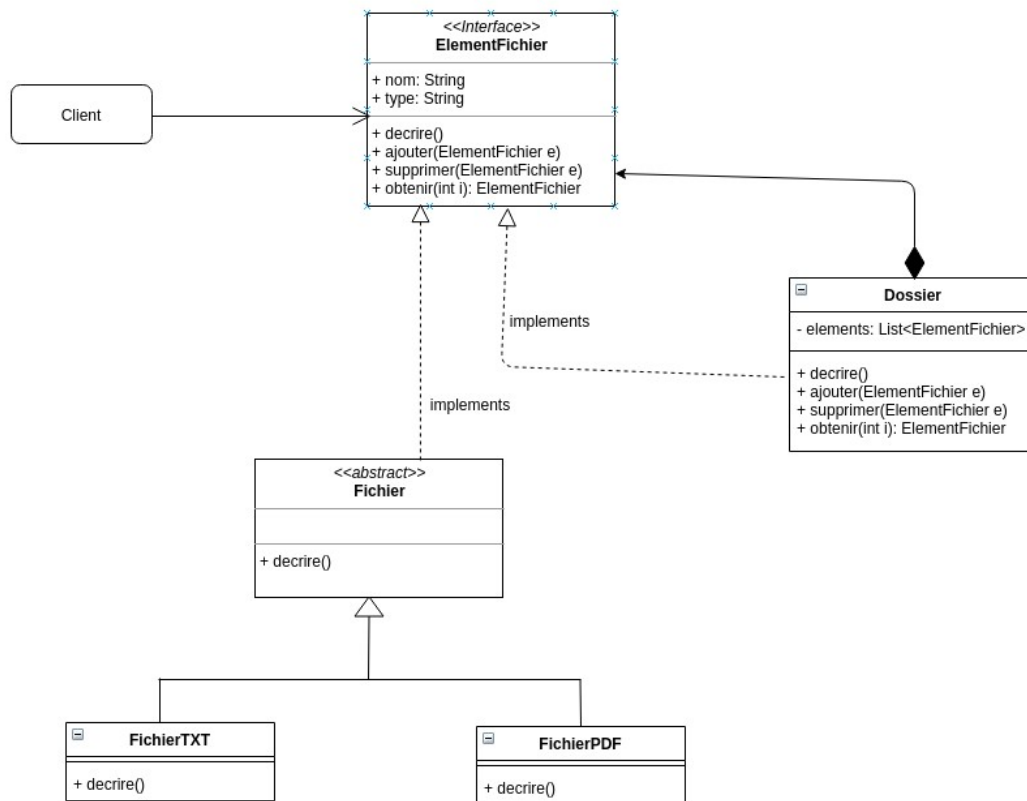 <<Interface>>
ElementFichier
+ nom: String
+ type: String
+ decrire()
+ ajouter(ElementFichier e)
+ supprimer(ElementFichier e)
+ obtenir(int i): ElementFichier
Client
Dossier
- elements: List<ElementFichier>
+ decrire()
+ ajouter(ElementFichier e)
+ supprimer(ElementFichier e)
+ obtenir(int i): ElementFichier
implements
implements
<<abstract>>
Fichier
+ decrire()
FichierTXT
+ decrire()
FichierPDF
+ decrire()